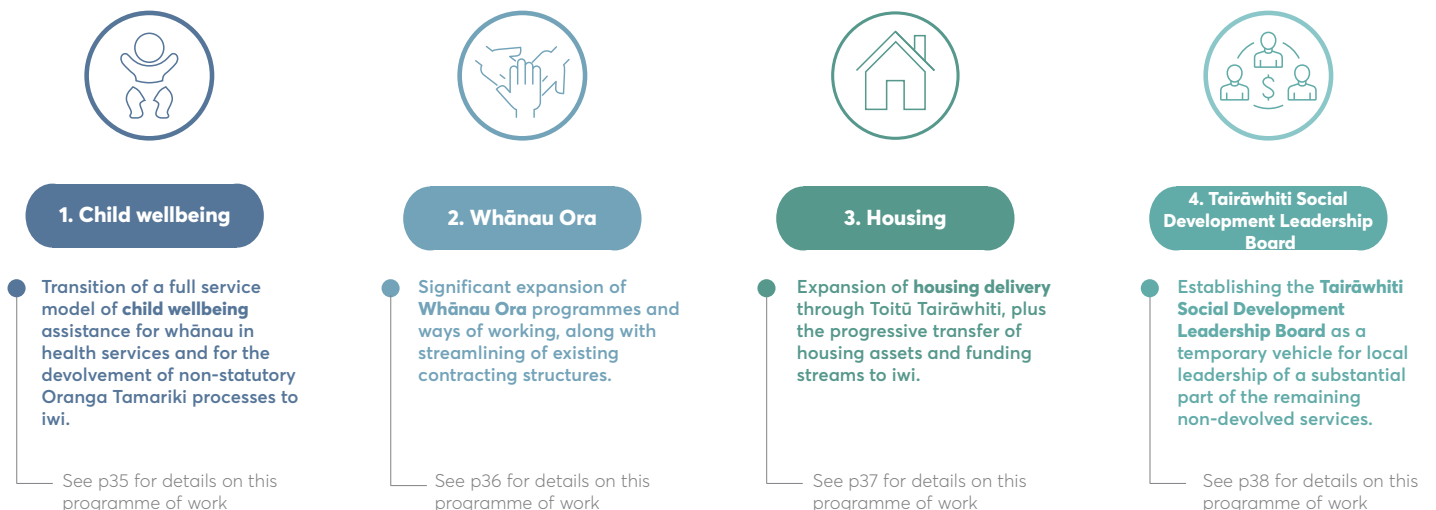 1. Child wellbeing
Transition of a full service
model of child wellbeing
assistance for whānau in
health services and for the
devolvement of non-statutory
Oranga Tamariki processes to
iwi.
See p35 for details on this
programme of work
2. Whānau Ora
Significant expansion of
Whānau Ora programmes and
ways of working, along with
streamlining of existing
contracting structures.
See p36 for details on this
programme of work
3. Housing
Expansion of housing delivery
through Toitū Tairāwhiti, plus
the progressive transfer of
housing assets and funding
streams to iwi.
See p37 for details on this
programme of work
4. Tairāwhiti Social
Development Leadership
Board
$
Establishing the Tairāwhiti
Social Development
Leadership Board as a
temporary vehicle for local
leadership of a substantial
part of the remaining
non-devolved services.
See p38 for details on this
programme of work